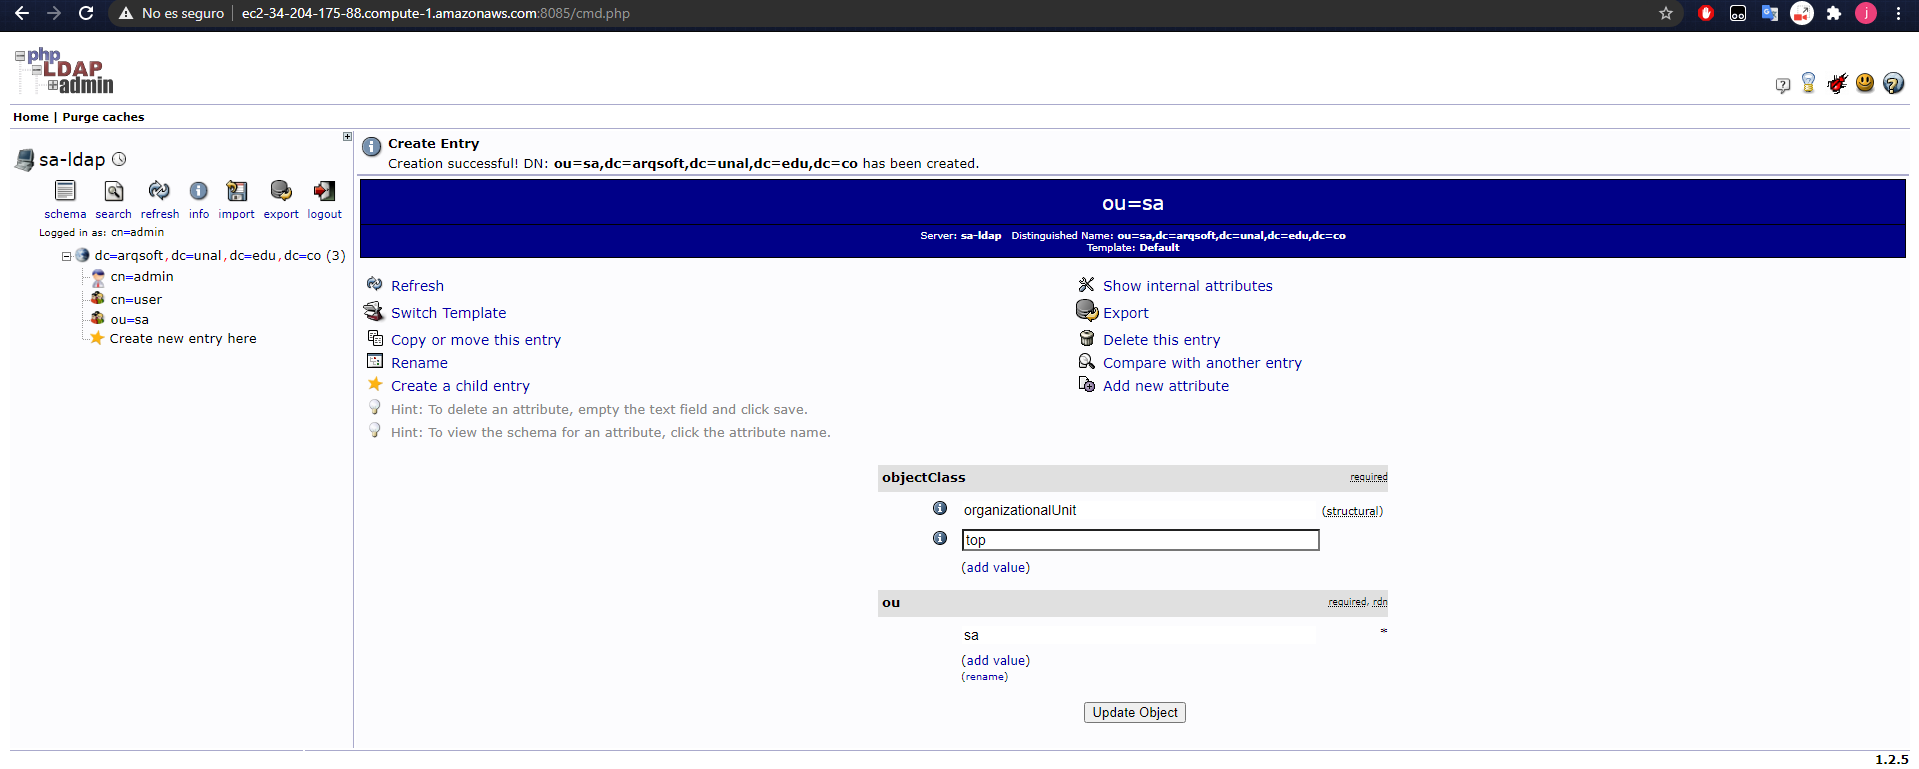 No es seguro | ec2-34-204-175-88.compute-1.amazonaws.com:8085/cmd.php
j
php
LDAP
admin
Home | Purge caches
sa-ldap
schema search refresh info import export logout
Logged in as: cn=admin
dc=arqsoft,dc=unal,dc=edu,dc=co (3)
cn=admin
cn=user
ou=sa
Create new entry here
Create Entry
Creation successful! DN: ou=sa,dc=arqsoft,dc=unal,dc=edu,dc=co has been created.
ou=sa
Server: sa-ldap Distinguished Name: ou=sa,dc=arqsoft,dc=unal,dc=edu,dc=co
Template: Default
Refresh
Switch Template
Copy or move this entry
Rename
Create a child entry
Hint: To delete an attribute, empty the text field and click save.
Hint: To view the schema for an attribute, click the attribute name.
Show internal attributes
Export
Delete this entry
Compare with another entry
Add new attribute
objectClass required
organizationalUnit (structural)
top
(add value)
ou required, rdn
sa *
(add value)
(rename)
Update Object
1.2.5